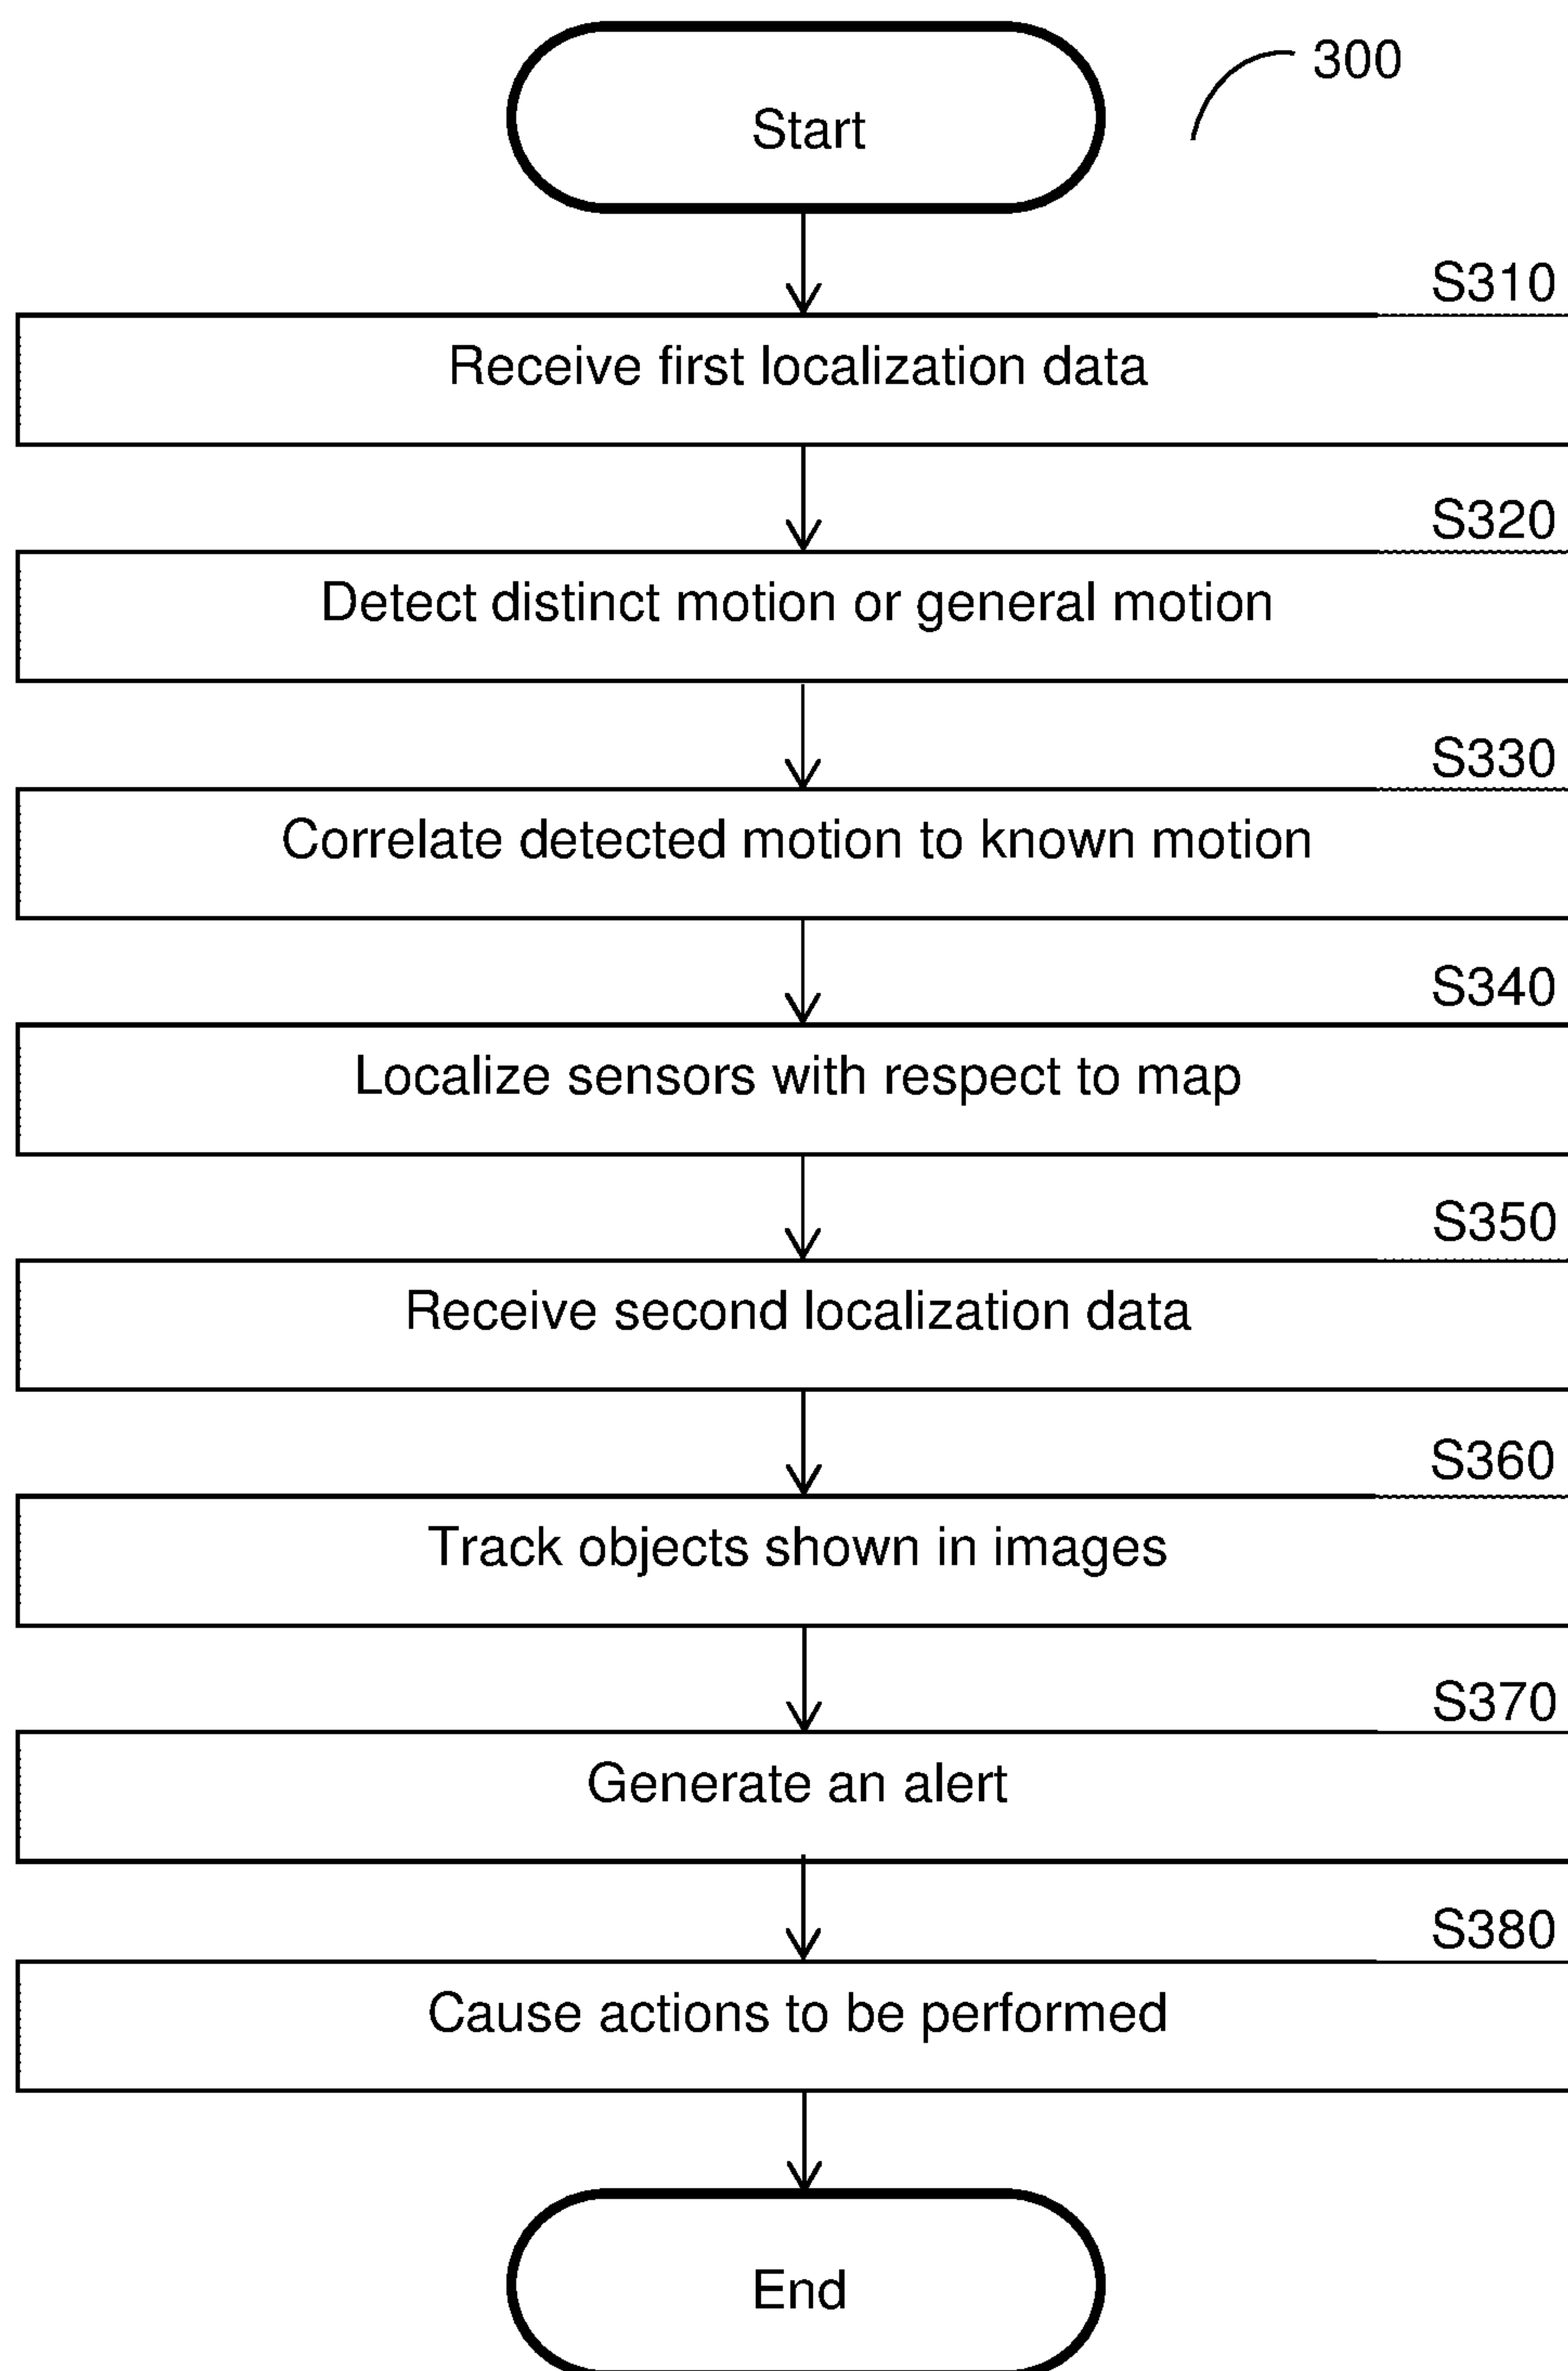 Start
300
S310
Receive first localization data
S320
Detect distinct motion or general motion
S330
Correlate detected motion to known motion
S340
Localize sensors with respect to map
S350
Receive second localization data
S360
Track objects shown in images
S370
Generate an alert
S380
Cause actions to be performed
End